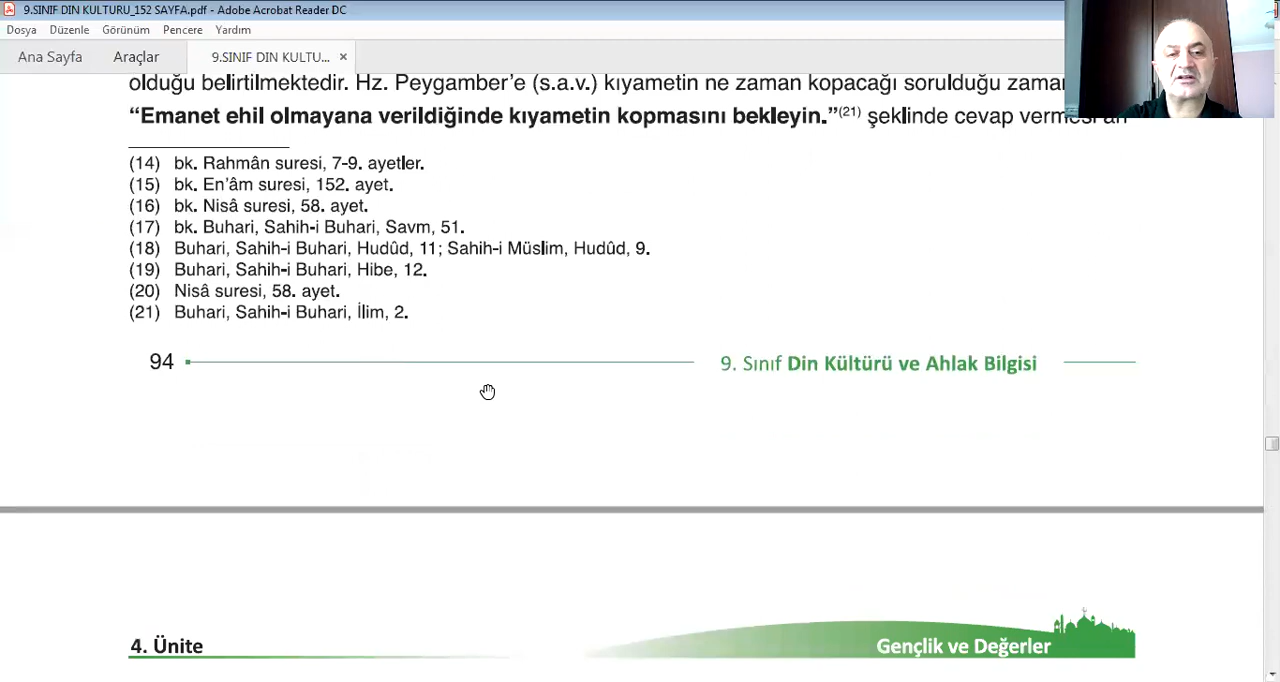 9.SINIF DIN KULTURU_152 SAYFA.pdf - Adobe Acrobat Reader DC
Dosya Düzenle Görünüm Pencere Yardım
Ana Sayfa Araçlar 9.SINIF DIN KULTU... ×
olduğu belirtilmektedir. Hz. Peygamber’e (s.a.v.) kıyametin ne zaman kopacağı sorulduğu
“Emanet ehil olmayana verildiğinde kıyametin kopmasını bekleyin.”(21) şeklinde cevap
(14) bk. Rahmân suresi, 7-9. ayetler.
(15) bk. En’âm suresi, 152. ayet.
(16) bk. Nisâ suresi, 58. ayet.
(17) bk. Buhari, Sahih-i Buhari, Savm, 51.
(18) Buhari, Sahih-i Buhari, Hudûd, 11; Sahih-i Müslim, Hudûd, 9.
(19) Buhari, Sahih-i Buhari, Hibe, 12.
(20) Nisâ suresi, 58. ayet.
(21) Buhari, Sahih-i Buhari, İlim, 2.
94 9. Sınıf Din Kültürü ve Ahlak Bilgisi
4. Ünite Gençlik ve Değerler